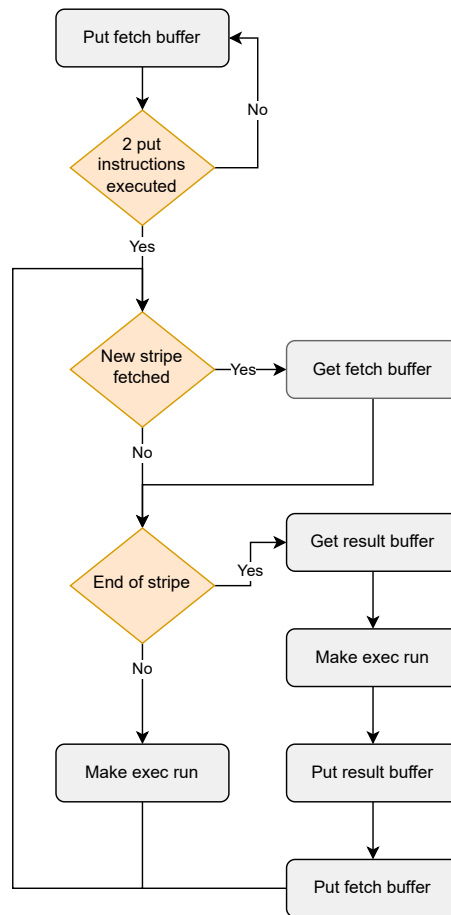 Put fetch buffer
No
2 put
instructions
executed
Yes
New stripe
fetched
Yes
Get fetch buffer
No
Get result buffer
End of stripe
Yes
Make exec run
No
Make exec run
Put result buffer
Put fetch buffer